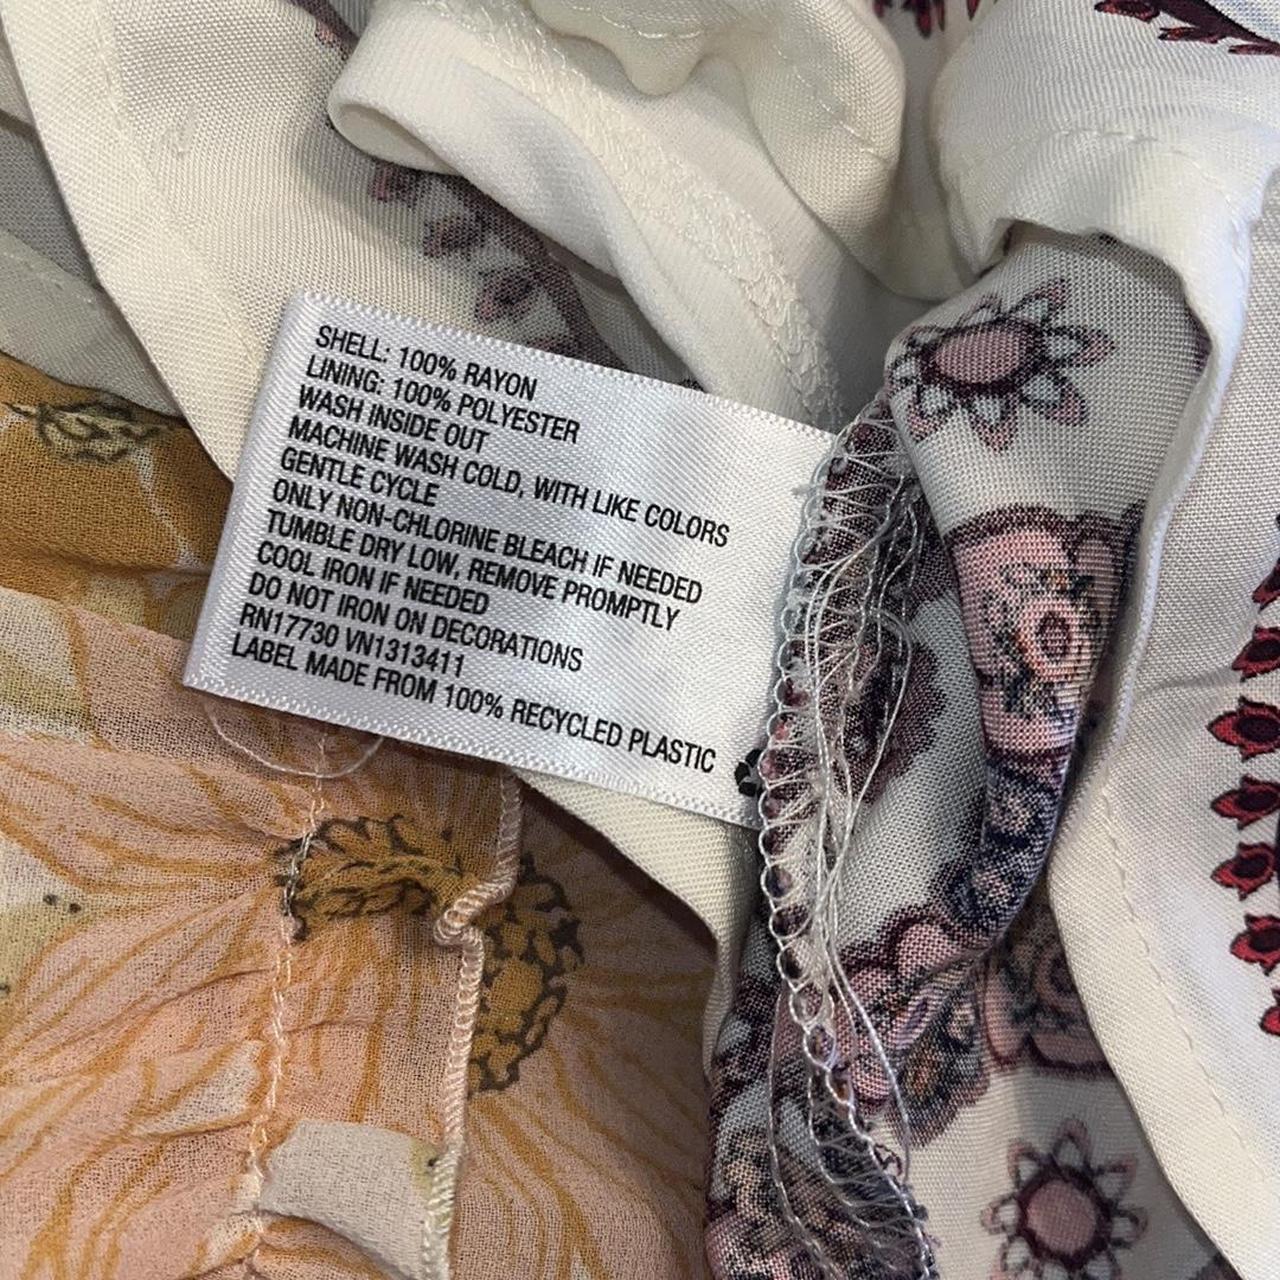 SHELL: 100% RAYON
LINING: 100% POLYESTER
WASH INSIDE OUT
MACHINE WASH COLD, WITH LIKE COLORS
GENTLE CYCLE
ONLY NON-CHLORINE BLEACH IF NEEDED
TUMBLE DRY LOW, REMOVE PROMPTLY
COOL IRON IF NEEDED
DO NOT IRON ON DECORATIONS
RN17730 VN1313411
LABEL MADE FROM 100% RECYCLED PLASTIC